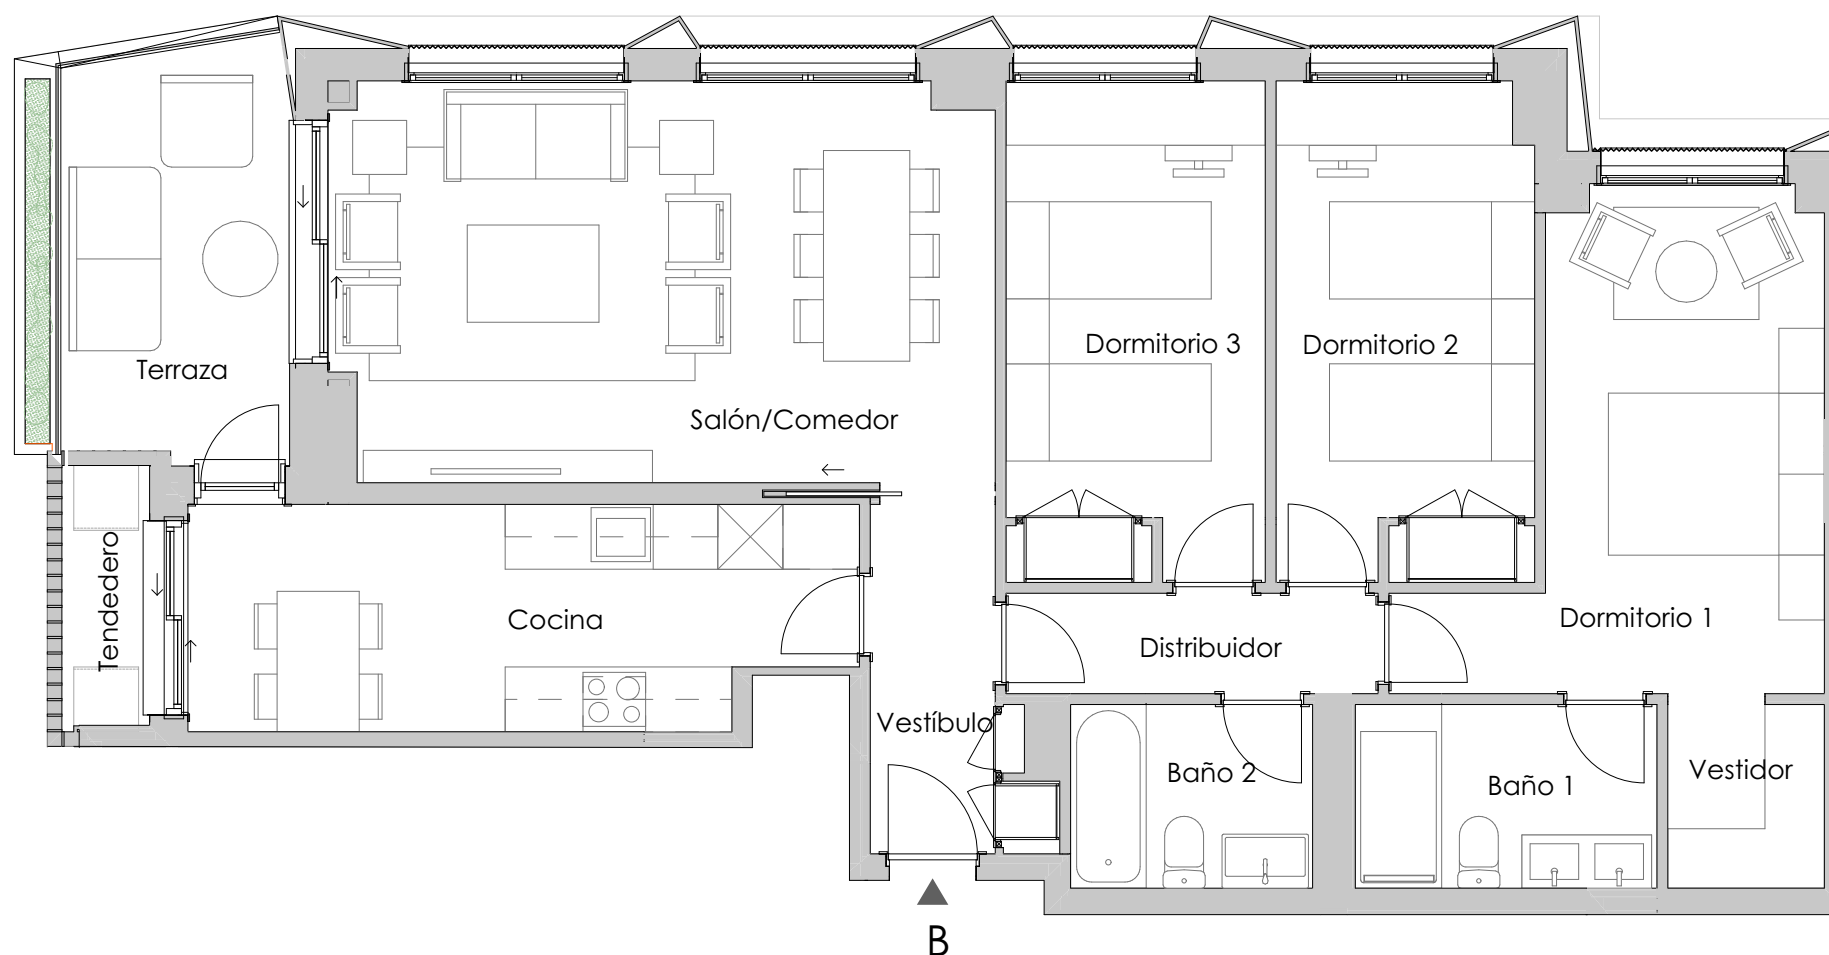 Terraza
Salón/Comedor
Dormitorio 3
Dormitorio 2
Tendedero
Cocina
Distribuidor
Dormitorio 1
Vestíbulo
Baño 2
Baño 1
Vestidor
B